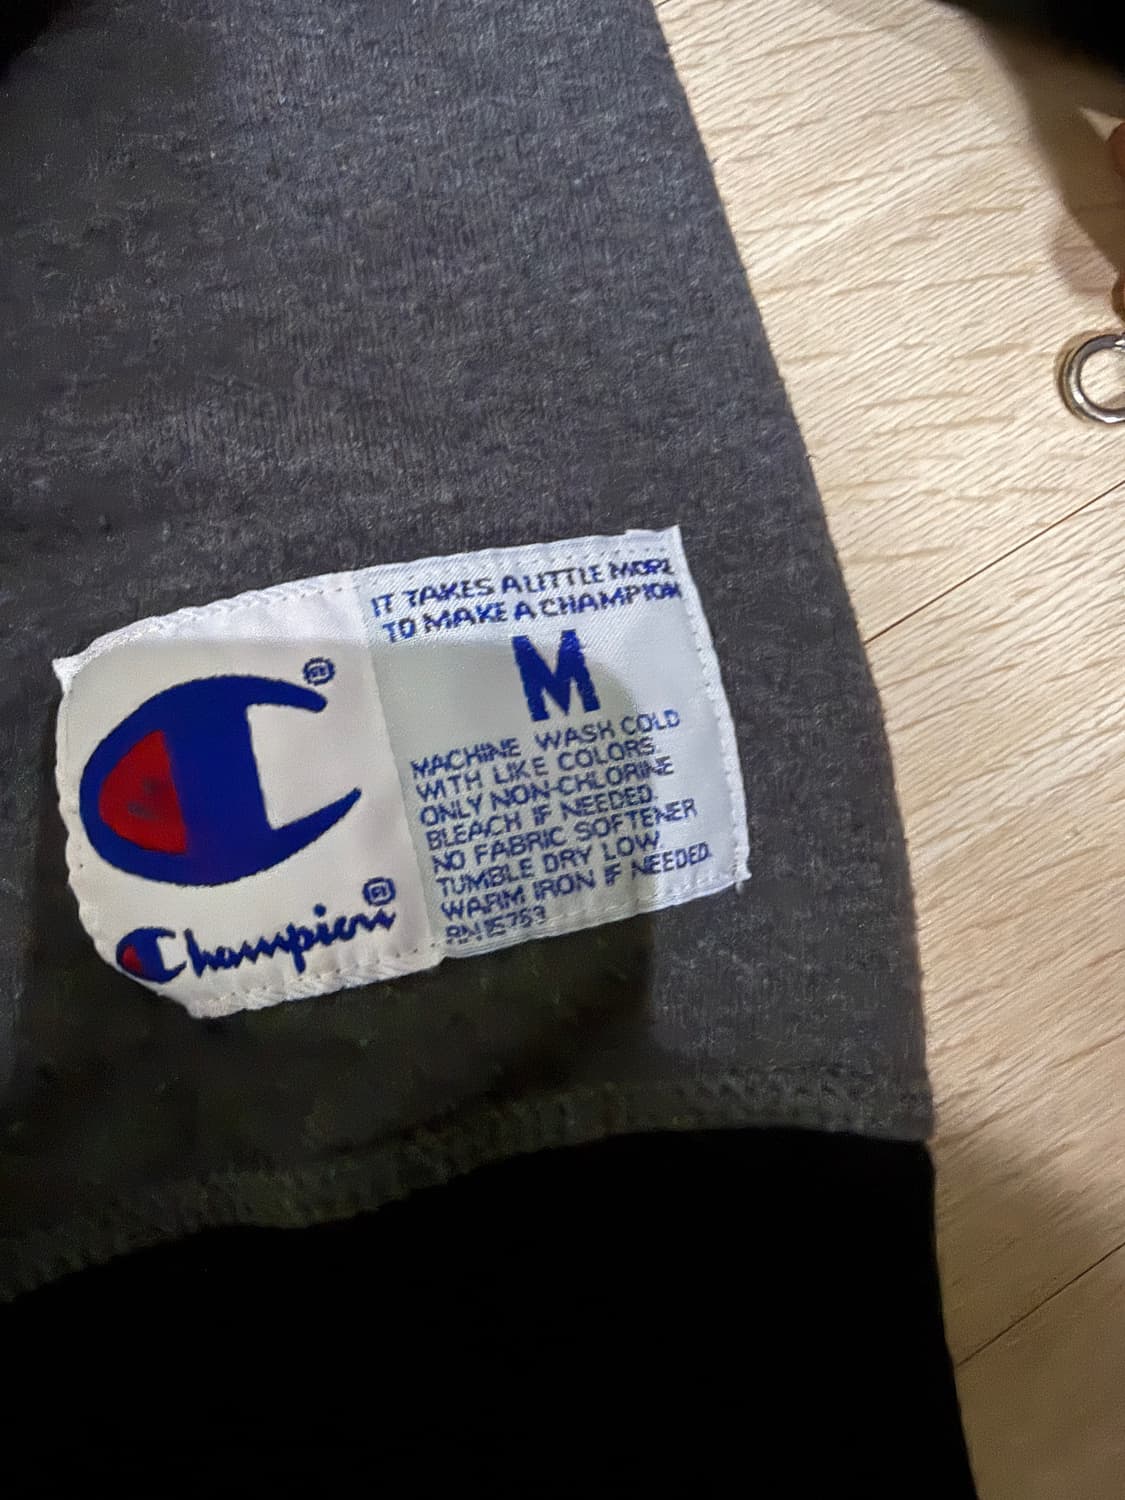 Champion
IT TAKES A LITTLE MORE
TO MAKE A CHAMPION
M
MACHINE WASH COLD
WITH LIKE COLORS.
ONLY NON-CHLORINE
BLEACH IF NEEDED.
NO FABRIC SOFTENER
TUMBLE DRY LOW.
WARM IRON IF NEEDED.